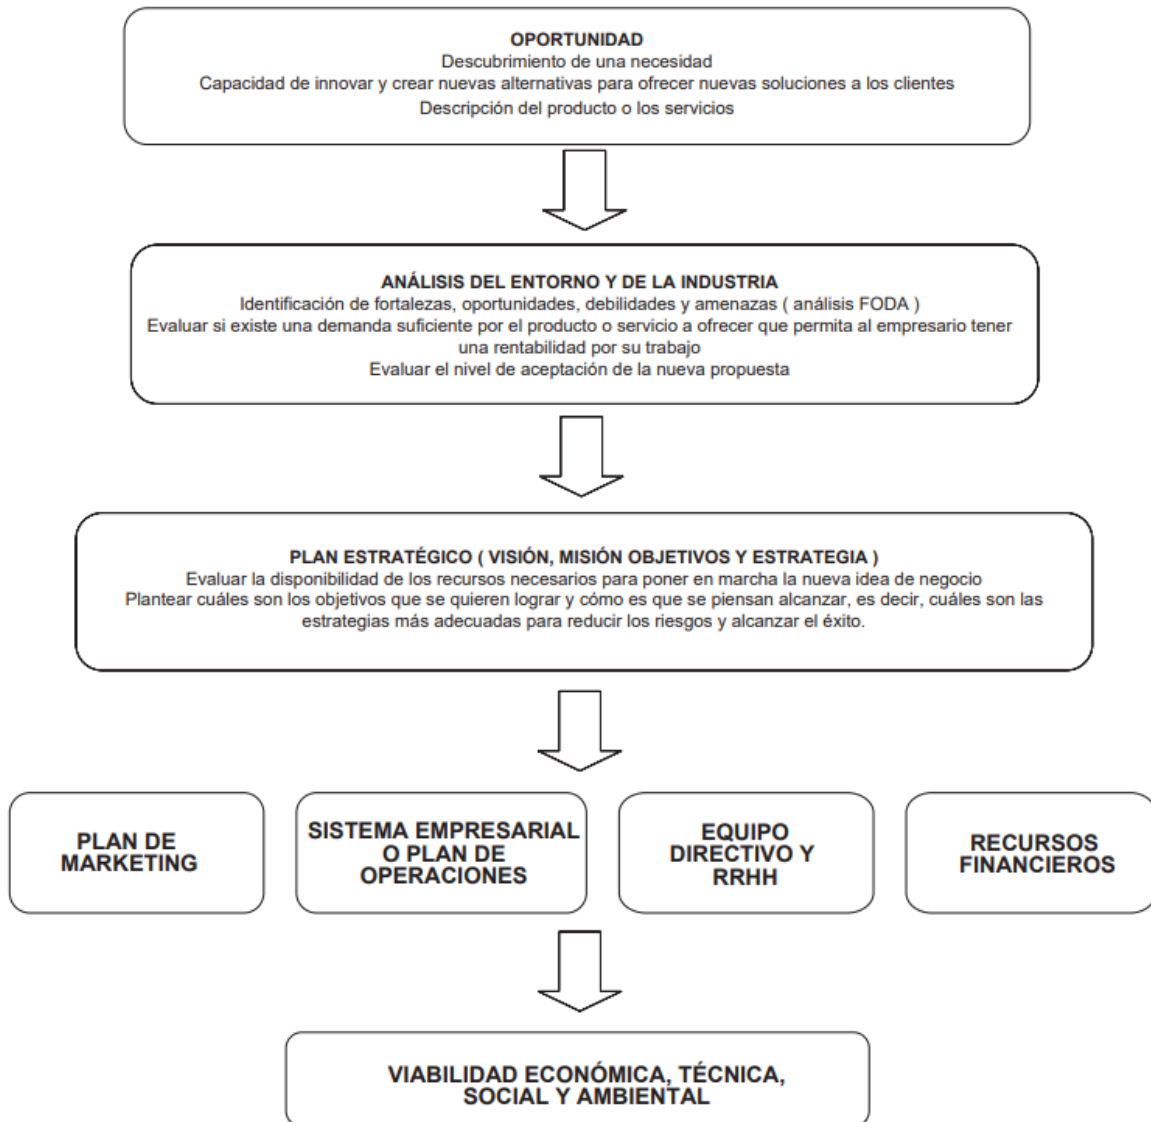 OPORTUNIDAD
Descubrimiento de una necesidad
Capacidad de innovar y crear nuevas alternativas para ofrecer nuevas soluciones a los clientes
Descripción del producto o los servicios
ANÁLISIS DEL ENTORNO Y DE LA INDUSTRIA
Identificación de fortalezas, oportunidades, debilidades y amenazas ( análisis FODA )
Evaluar si existe una demanda suficiente por el producto o servicio a ofrecer que permita al empresario tener
una rentabilidad por su trabajo
Evaluar el nivel de aceptación de la nueva propuesta
PLAN ESTRATÉGICO ( VISIÓN, MISIÓN OBJETIVOS Y ESTRATEGIA )
Evaluar la disponibilidad de los recursos necesarios para poner en marcha la nueva idea de negocio
Plantear cuáles son los objetivos que se quieren lograr y cómo es que se piensan alcanzar, es decir, cuáles son las
estrategias más adecuadas para reducir los riesgos y alcanzar el éxito.
PLAN DE
MARKETING
SISTEMA EMPRESARIAL
O PLAN DE
OPERACIONES
EQUIPO
DIRECTIVO Y
RRHH
RECURSOS
FINANCIEROS
VIABILIDAD ECONÓMICA, TÉCNICA,
SOCIAL Y AMBIENTAL